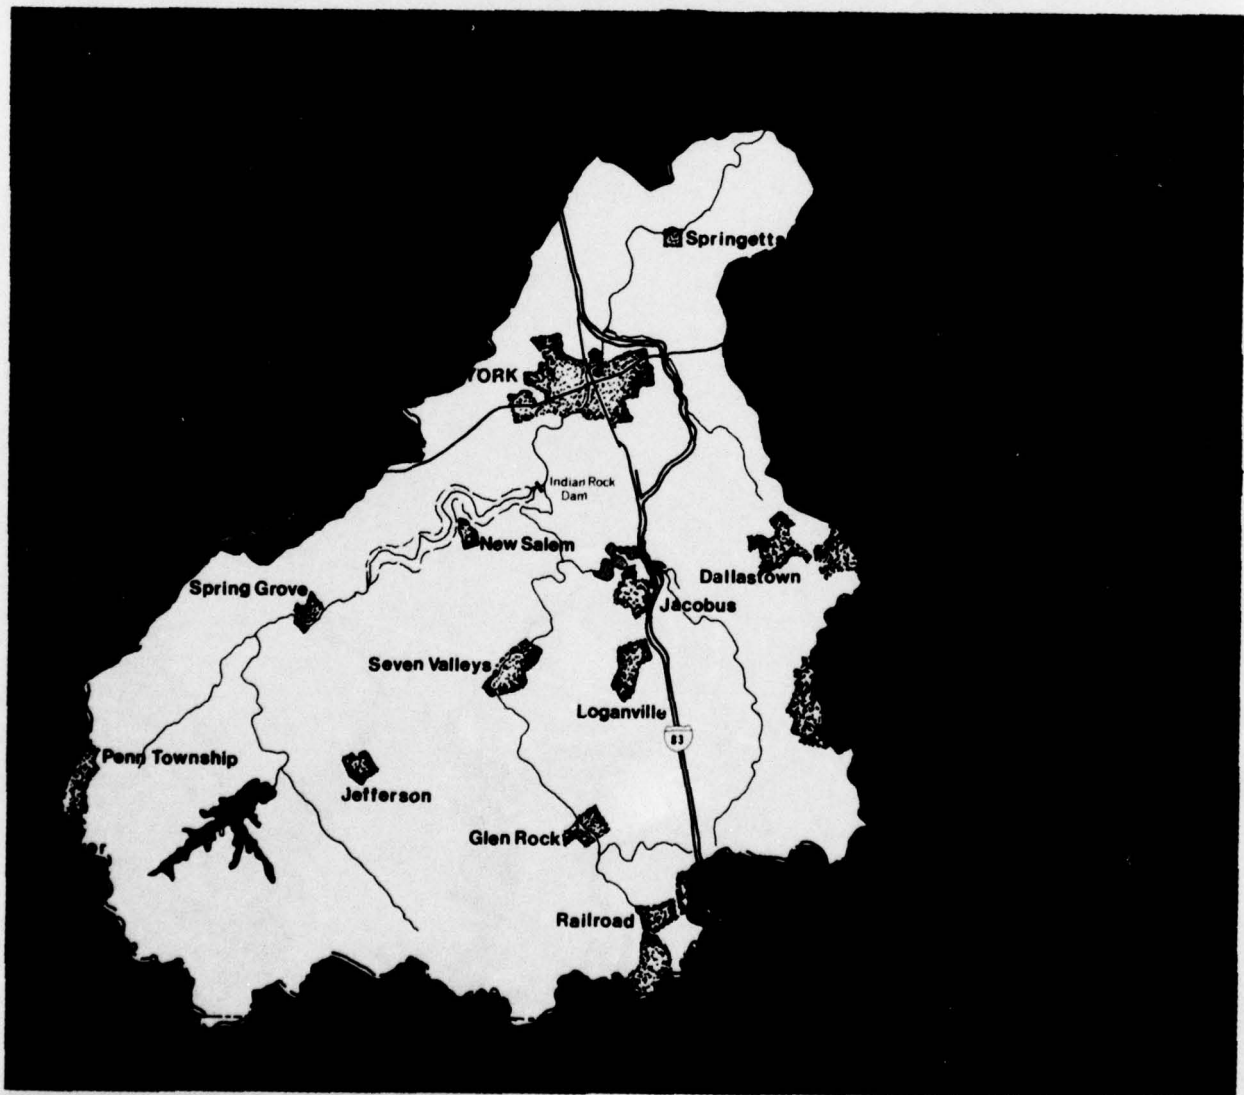 Springetts
YORK
Indian Rock
Dam
New Salem
Dallastown
Spring Grove
Jacobus
Seven Valleys
Loganville
83
Penn Township
Jefferson
Glen Rock
Railroad